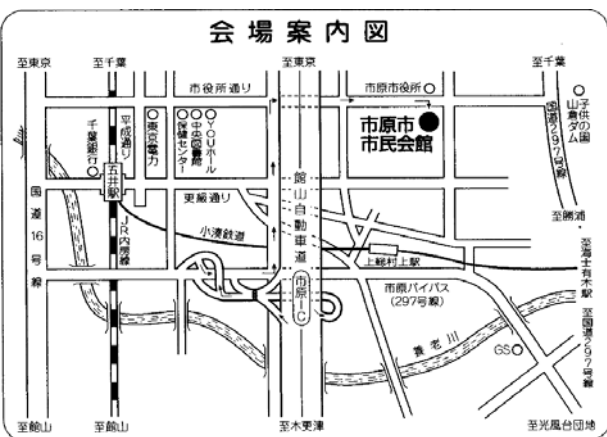 会場案内図
至東京
至千葉
至東京
至千葉
市役所通り
市原市役所
子供の国
山倉ダム
国道297号線
平成通り
千葉銀行
東京電力
保健センター
中央図書館
YOUホール
市原市
市民会館
五井駅
更級通り
館山自動車道
国道16号線
小湊鉄道
JR内房線
至勝浦
上総村上駅
至海士有木駅
市原IC
市原バイパス
(297号線)
養老川
GS
至国道297号線
至館山
至館山
至木更津
至光風台団地